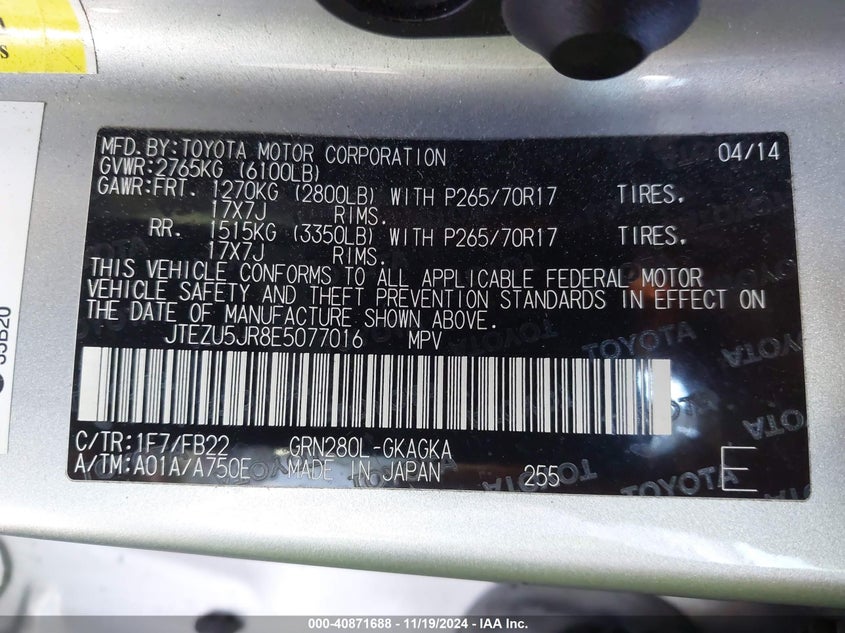 A
S
MFD.BY:TOYOTA MOTOR CORPORATION 04/14
GVWR:2765KG (6100LB)
GAWR:FRT. 1270KG (2800LB) WITH P265/70R17 TIRES,
17X7J RIMS.
RR. 1515KG (3350LB) WITH P265/70R17 TIRES,
17X7J RIMS.
THIS VEHICLE CONFORMS TO ALL APPLICABLE FEDERAL MOTOR
VEHICLE SAFETY AND THEFT PREVENTION STANDARDS IN EFFECT ON
THE DATE OF MANUFACTURE SHOWN ABOVE.
JTEZU5JR8E5077016 MPV
C/TR:1F7/FB22 GRN280L-GKAGKA
A/TM:A01A/A750E MADE IN JAPAN 255 E
TOYOTA
000-40871688 - 11/19/2024 - IAA Inc.